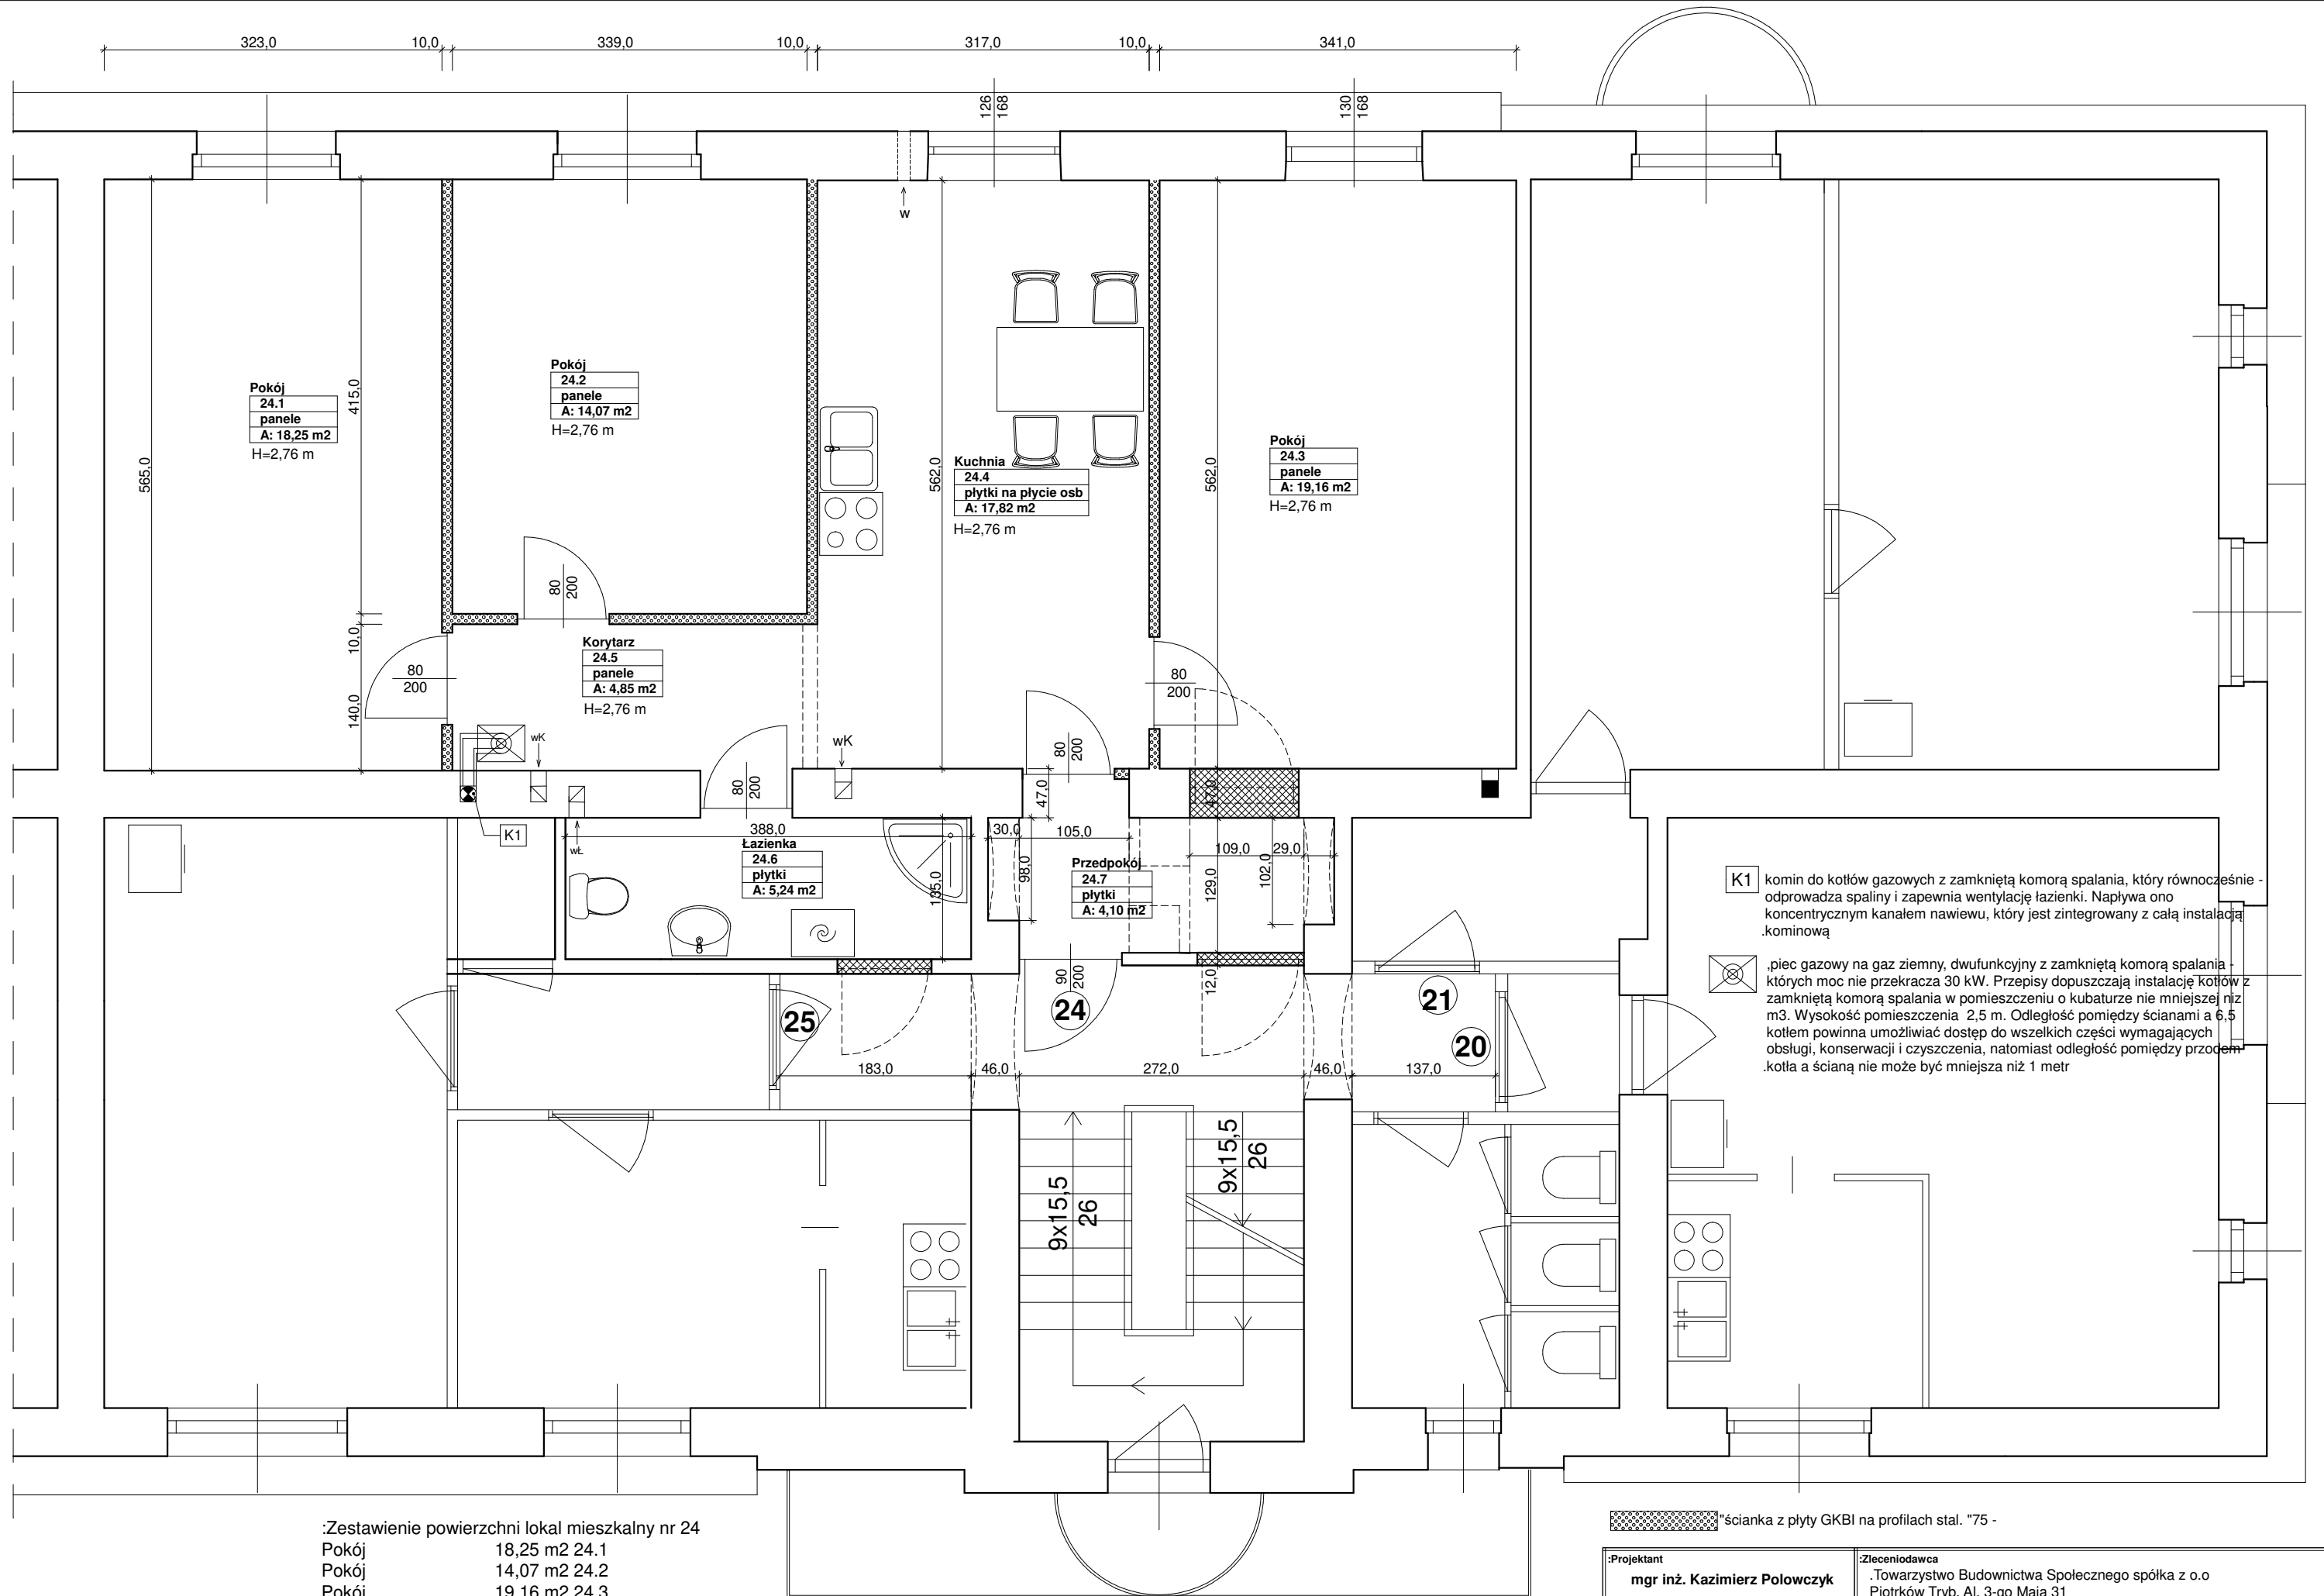 323,0 10,0 339,0 10,0 317,0 10,0 341,0
126
168
130
168
w
Pokój
24.1
panele
A: 18,25 m2
H=2,76 m
565,0
415,0
10,0
140,0
Pokój
24.2
panele
A: 14,07 m2
H=2,76 m
80
200
Kuchnia
24.4
płytki na płycie osb
A: 17,82 m2
H=2,76 m
562,0
Pokój
24.3
panele
A: 19,16 m2
H=2,76 m
562,0
Korytarz
24.5
panele
A: 4,85 m2
H=2,76 m
80
200
80
200
wK
wK
80
200
80
200
47,0
47,0
K1
wŁ
388,0
Łazienka
24.6
płytki
A: 5,24 m2
135,0
30,0
105,0
98,0
Przedpokój
24.7
płytki
A: 4,10 m2
109,0
29,0
129,0
102,0
12,0
90
200
24
25
21
20
183,0 46,0 272,0 46,0 137,0
9x15,5
26
9x15,5
26
K1
komin do kotłów gazowych z zamkniętą komorą spalania, który równocześnie -
odprowadza spaliny i zapewnia wentylację łazienki. Napływa ono
koncentrycznym kanałem nawiewu, który jest zintegrowany z całą instalacją
.kominową
,piec gazowy na gaz ziemny, dwufunkcyjny z zamkniętą komorą spalania -
których moc nie przekracza 30 kW. Przepisy dopuszczają instalację kotłów z
zamkniętą komorą spalania w pomieszczeniu o kubaturze nie mniejszej niż
m3. Wysokość pomieszczenia 2,5 m. Odległość pomiędzy ścianami a 6,5
kotłem powinna umożliwiać dostęp do wszelkich części wymagających
obsługi, konserwacji i czyszczenia, natomiast odległość pomiędzy przodem
.kotła a ścianą nie może być mniejsza niż 1 metr
:Zestawienie powierzchni lokal mieszkalny nr 24
Pokój 18,25 m2 24.1
Pokój 14,07 m2 24.2
Pokój 19,16 m2 24.3
"ścianka z płyty GKBI na profilach stal. "75 -
:Projektant
mgr inż. Kazimierz Polowczyk
:Zleceniodawca
.Towarzystwo Budownictwa Społecznego spółka z o.o
Piotrków Tryb. Al. 3-go Maja 31